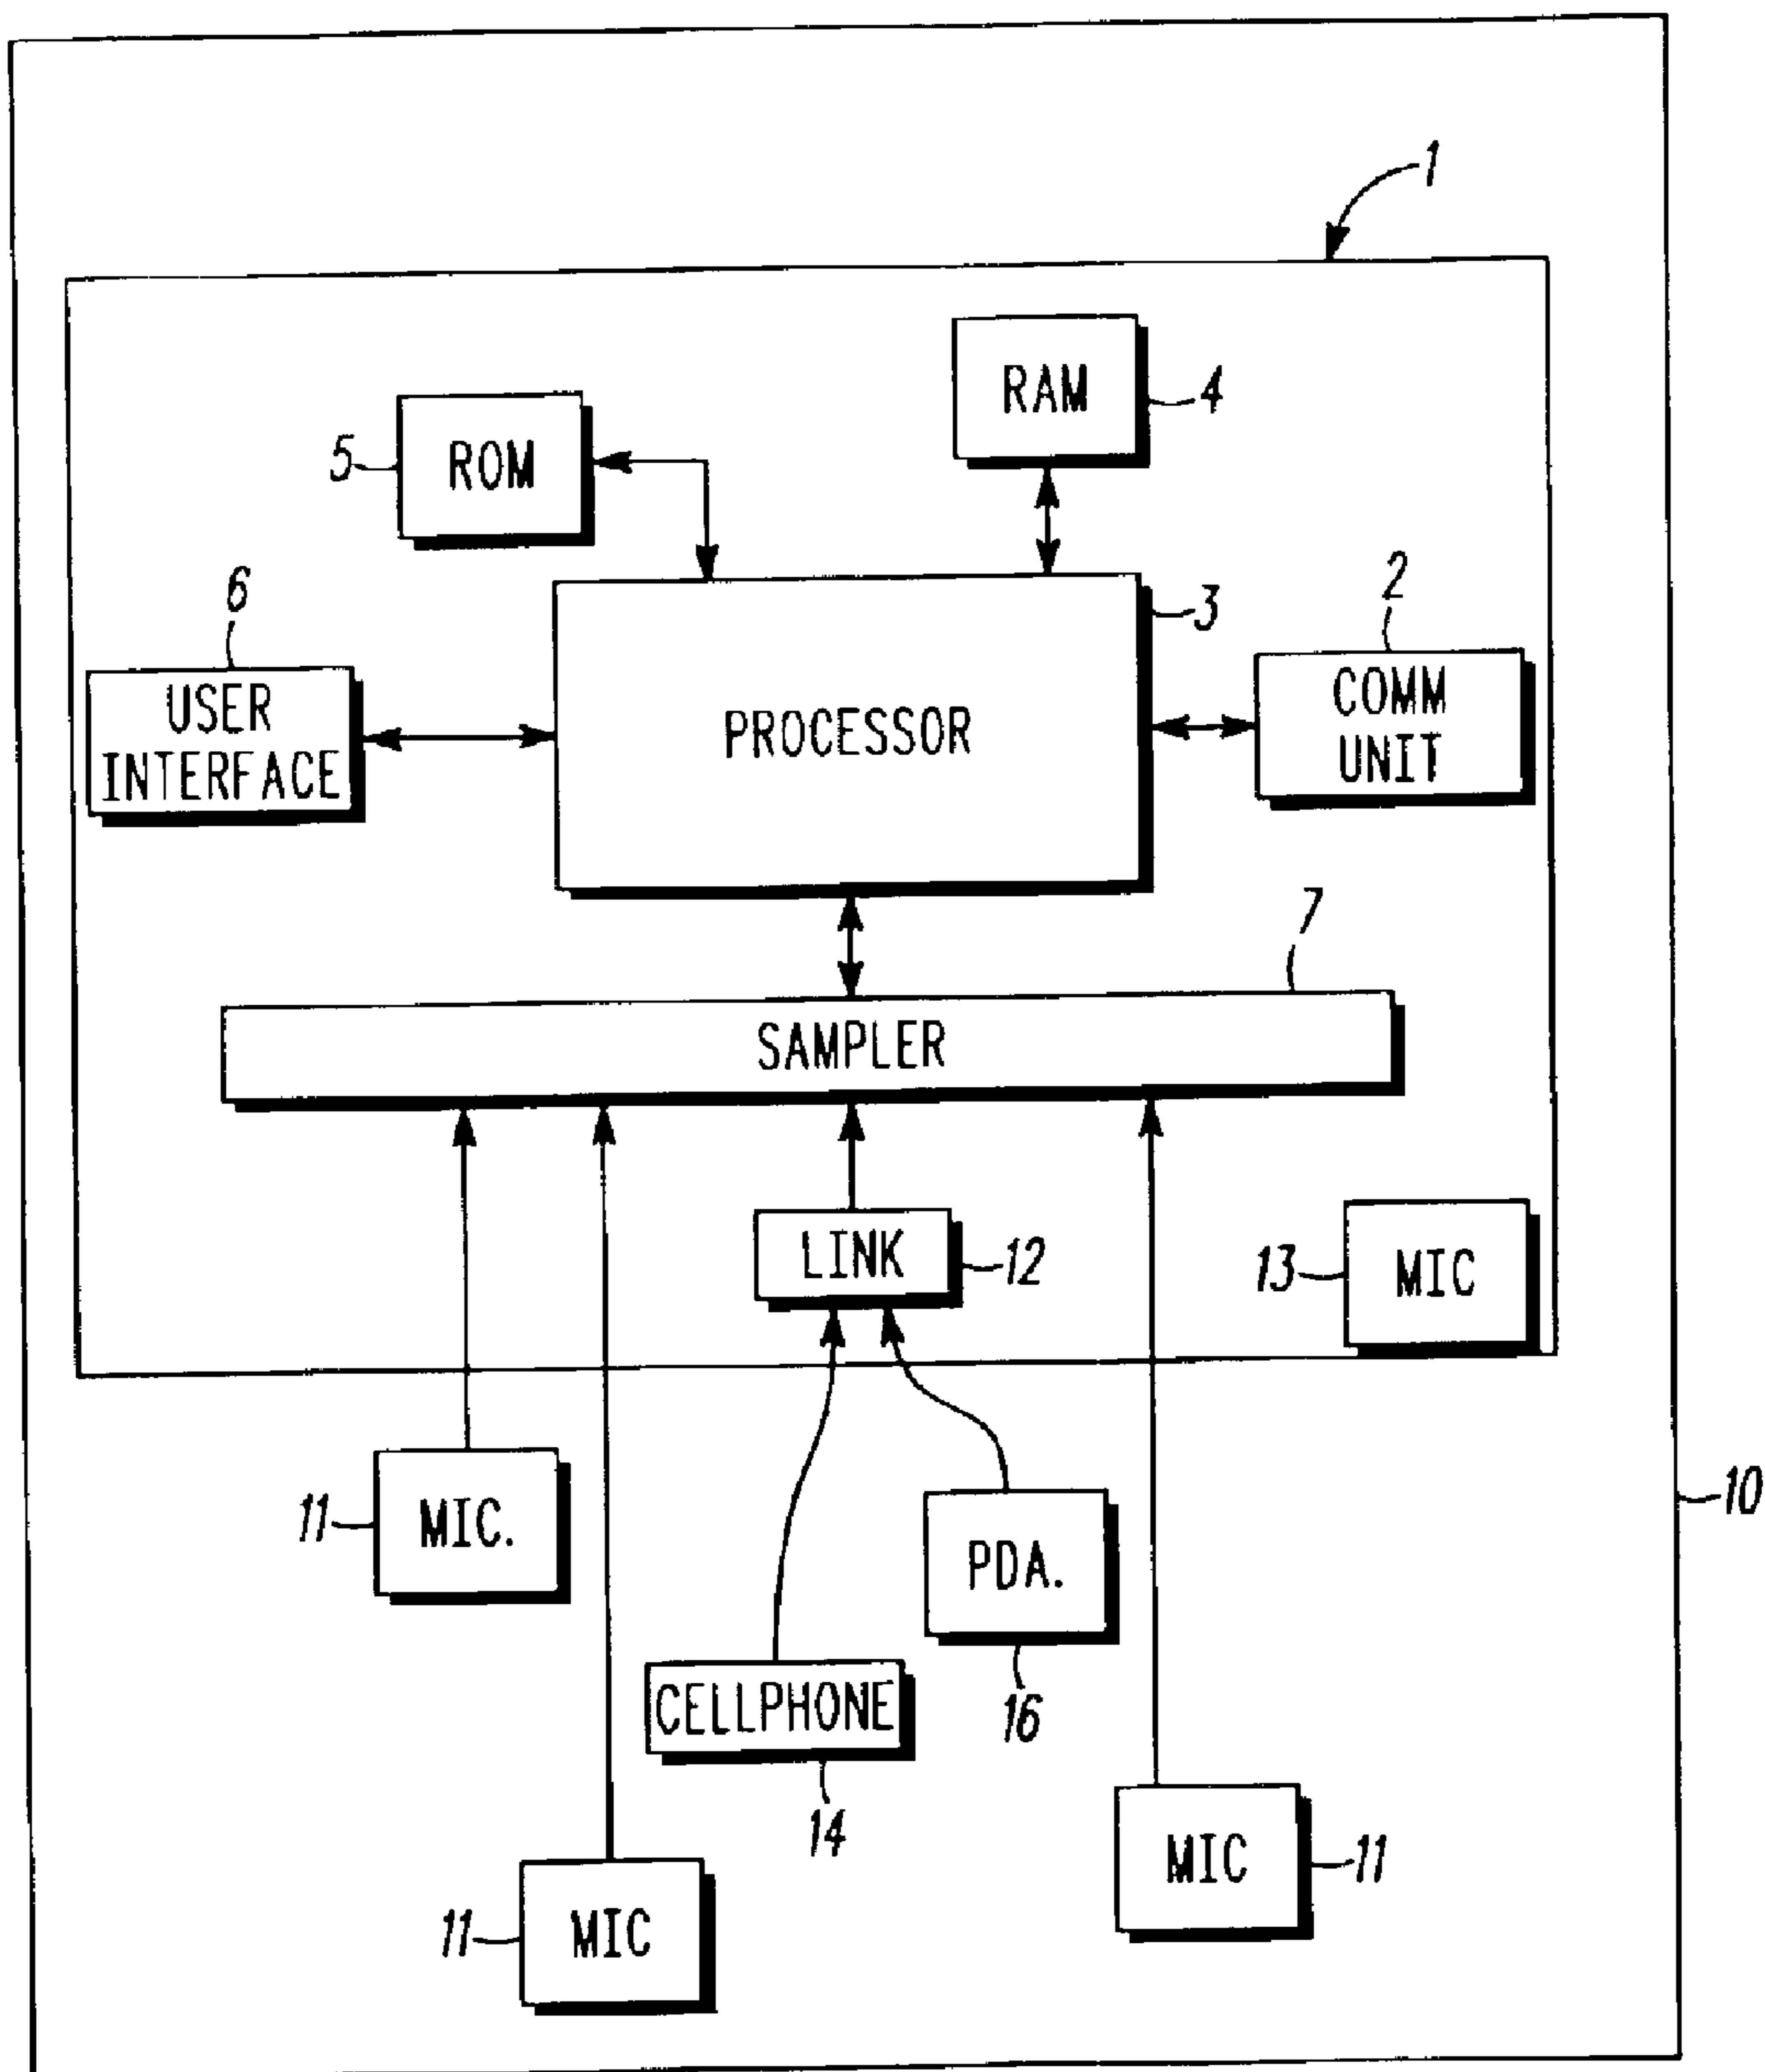 1
RAM
4
5
ROM
6
3
2
USER
INTERFACE
PROCESSOR
COMM
UNIT
7
SAMPLER
LINK
12
13
MIC
11
MIC.
PDA.
10
CELLPHONE
16
14
MIC
11
11
MIC